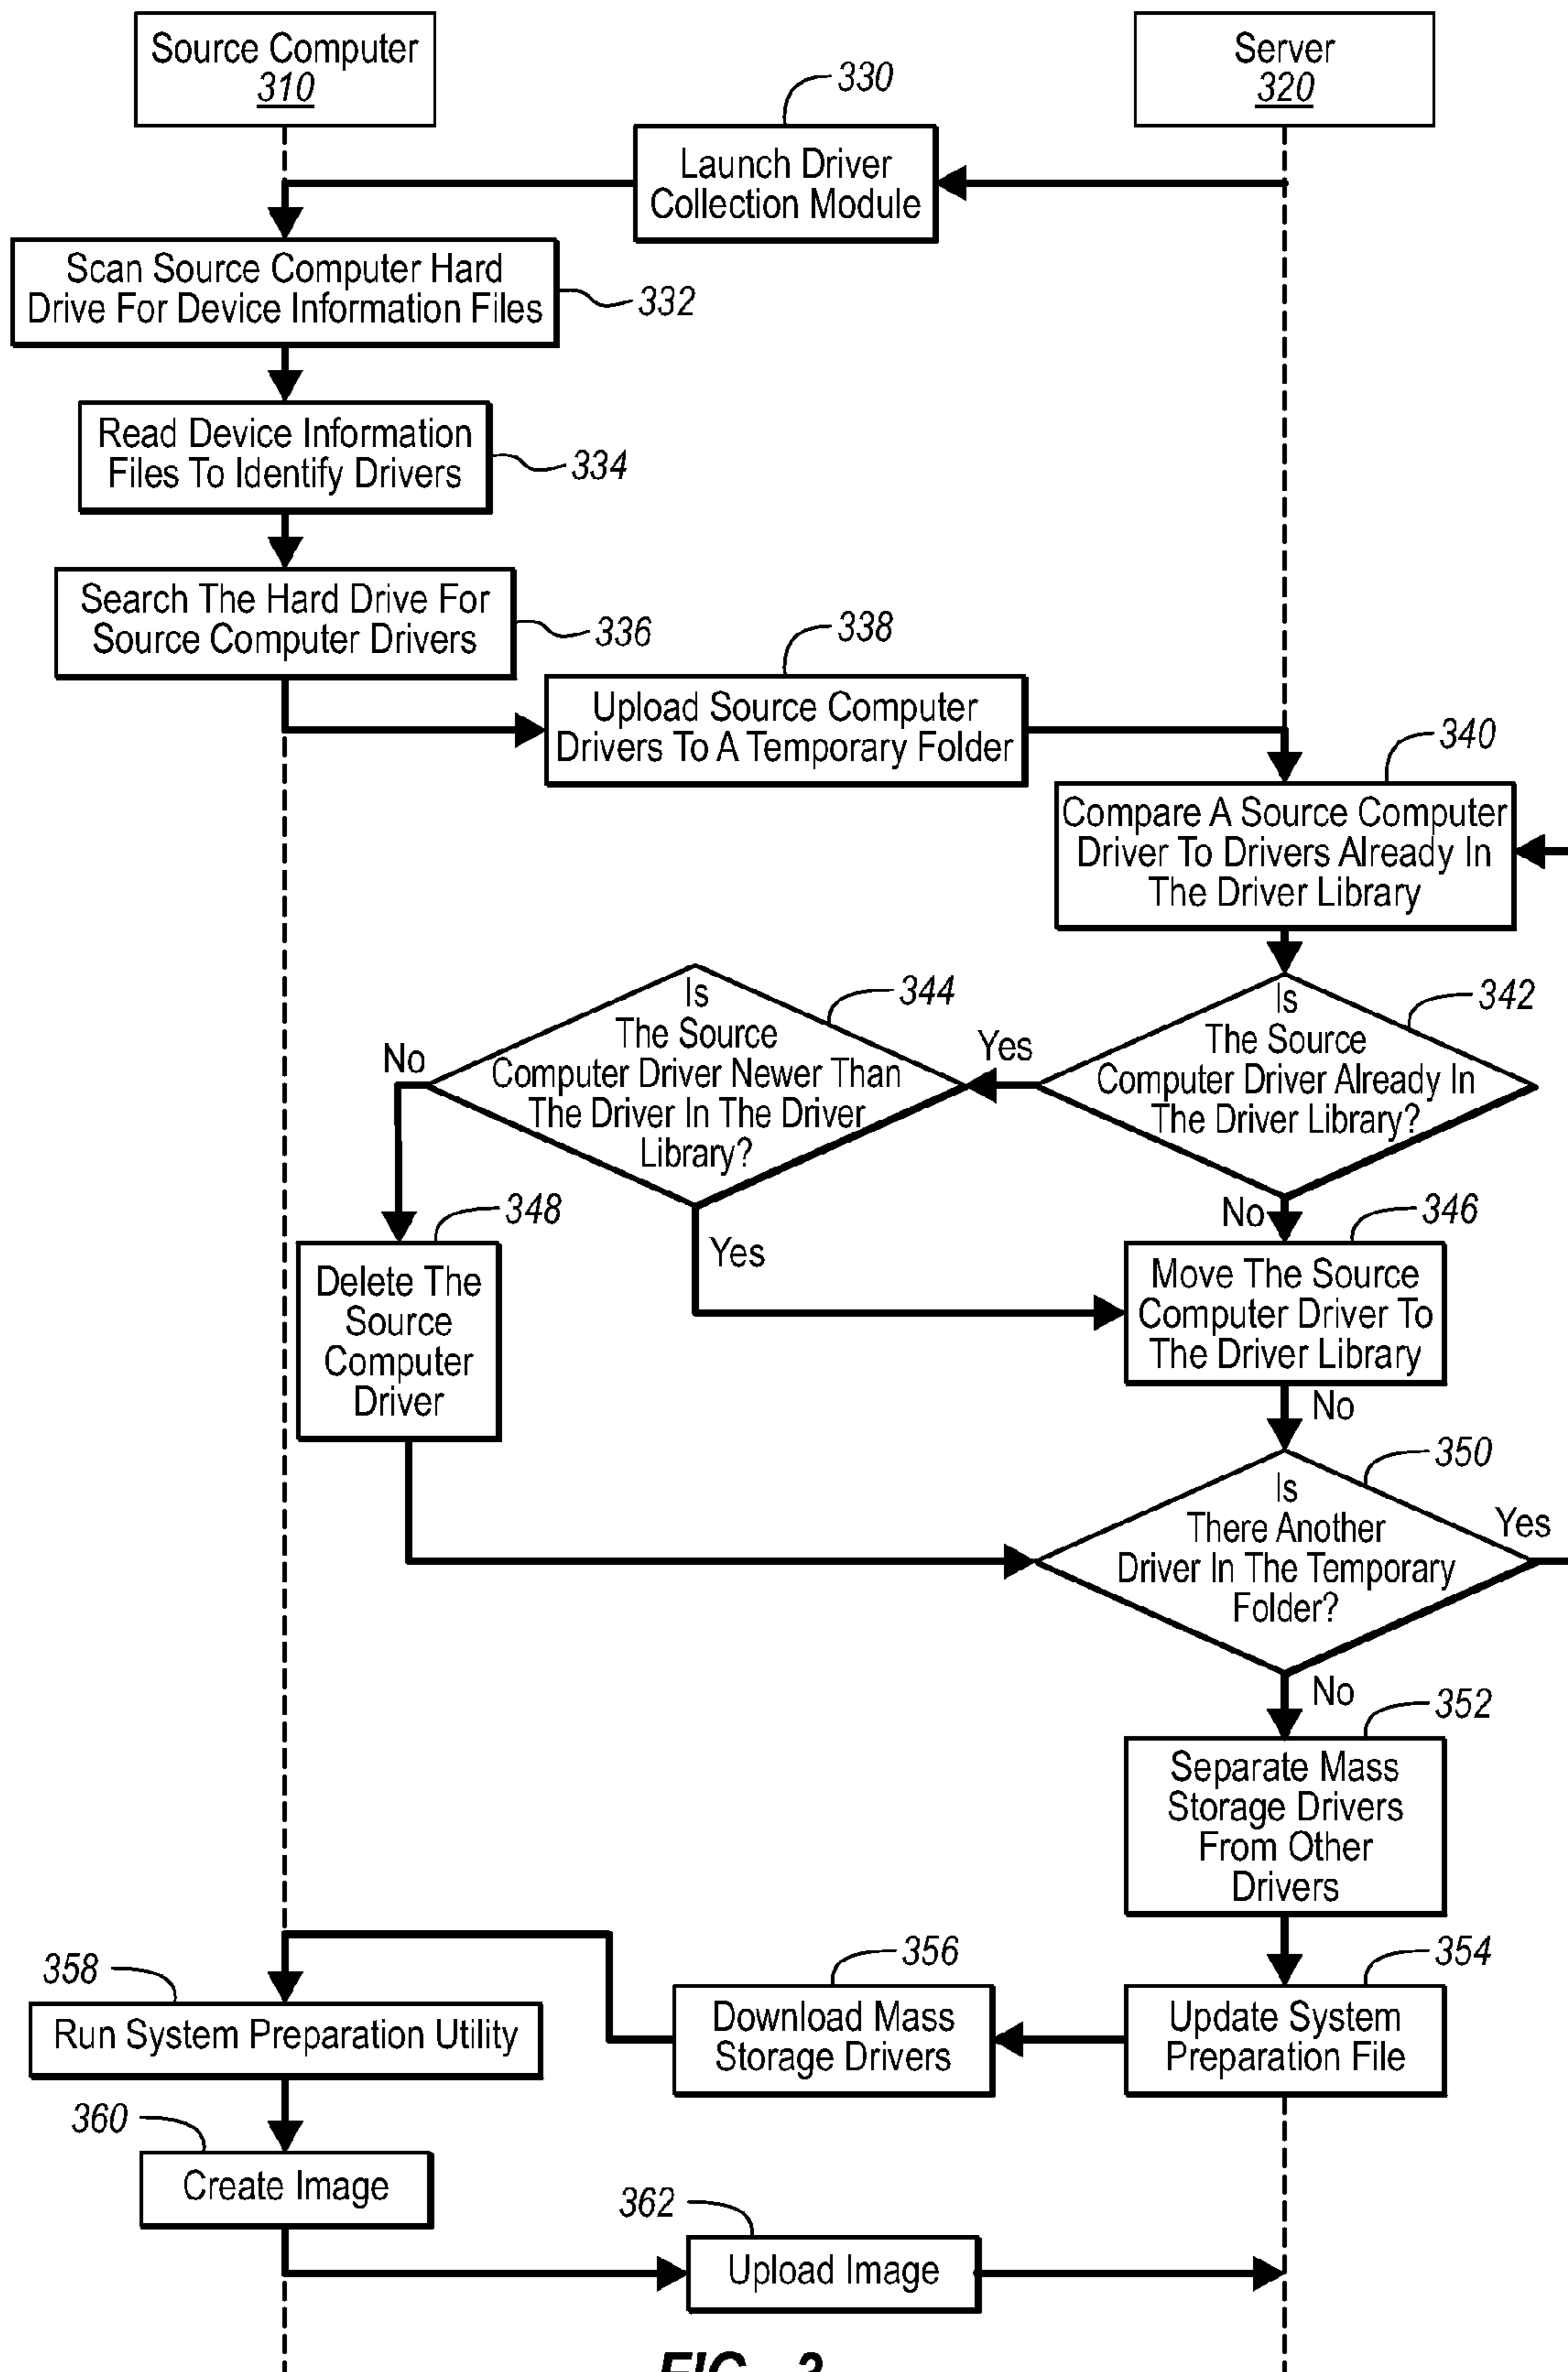 Source Computer
310
Server
320
330
Launch Driver
Collection Module
Scan Source Computer Hard
Drive For Device Information Files
332
Read Device Information
Files To Identify Drivers
334
Search The Hard Drive For
Source Computer Drivers
336
338
Upload Source Computer
Drivers To A Temporary Folder
340
Compare A Source Computer
Driver To Drivers Already In
The Driver Library
342
Is
The Source
Computer Driver Already In
The Driver Library?
Yes
344
Is
The Source
Computer Driver Newer Than
The Driver In The Driver
Library?
No
348
Delete The
Source
Computer
Driver
Yes
No
346
Move The Source
Computer Driver To
The Driver Library
No
350
Is
There Another
Driver In The Temporary
Folder?
Yes
No
352
Separate Mass
Storage Drivers
From Other
Drivers
354
Update System
Preparation File
356
Download Mass
Storage Drivers
358
Run System Preparation Utility
360
Create Image
362
Upload Image
FIG. 3